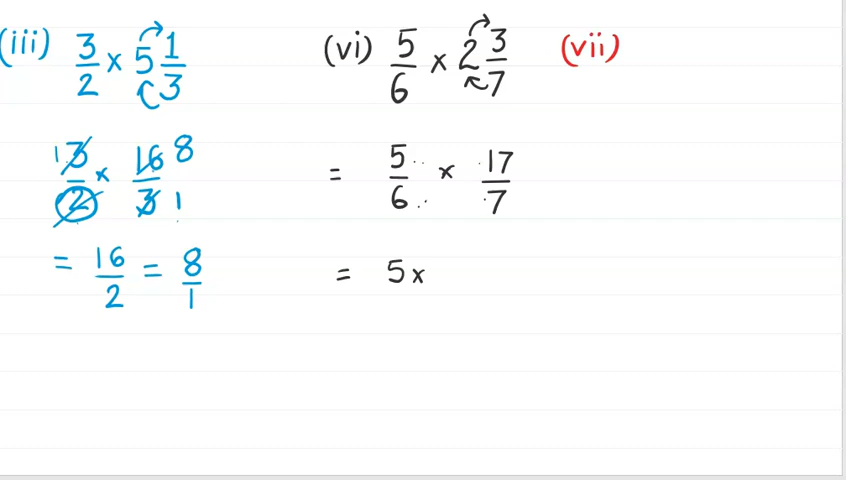 (iii) 3/2 x 5 1/3 (vi) 5/6 x 2 3/7 (vii)
1 3/2 x 16/3 8 1 = 5/6 x 17/7
= 16/2 = 8/1 = 5 x